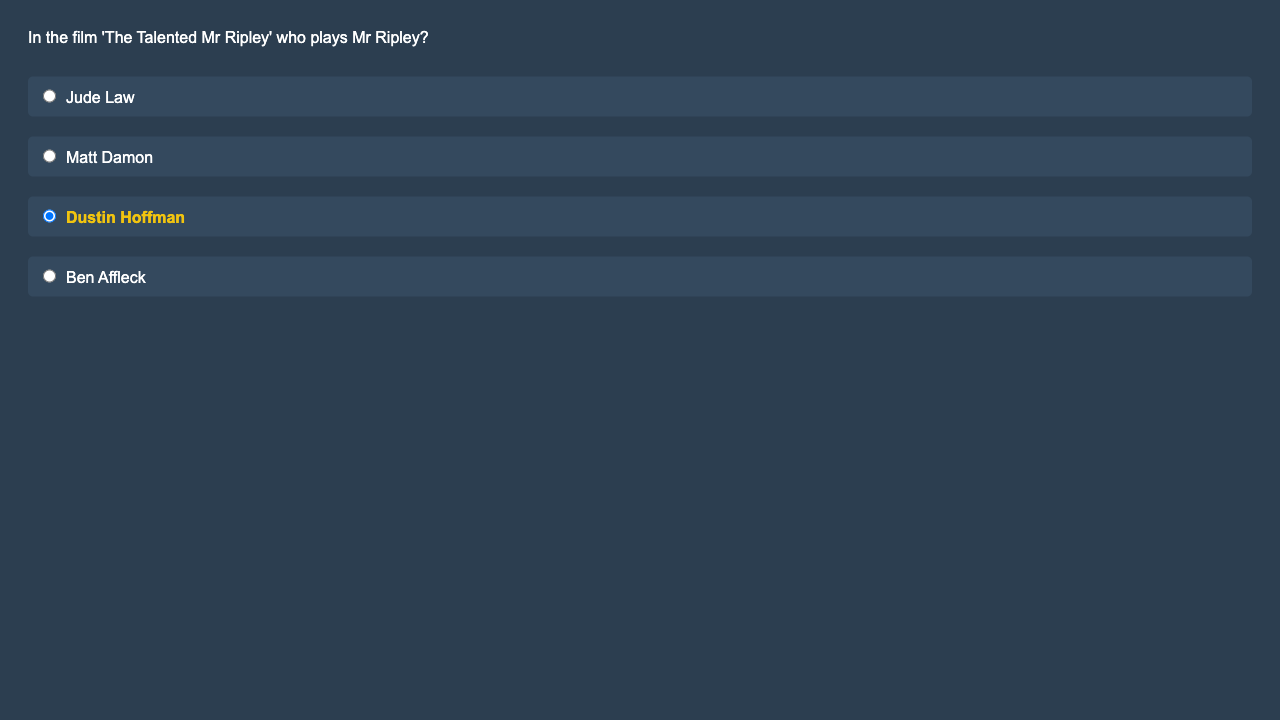 In the film 'The Talented Mr Ripley' who plays Mr Ripley?
Jude Law
Matt Damon
Dustin Hoffman
Ben Affleck